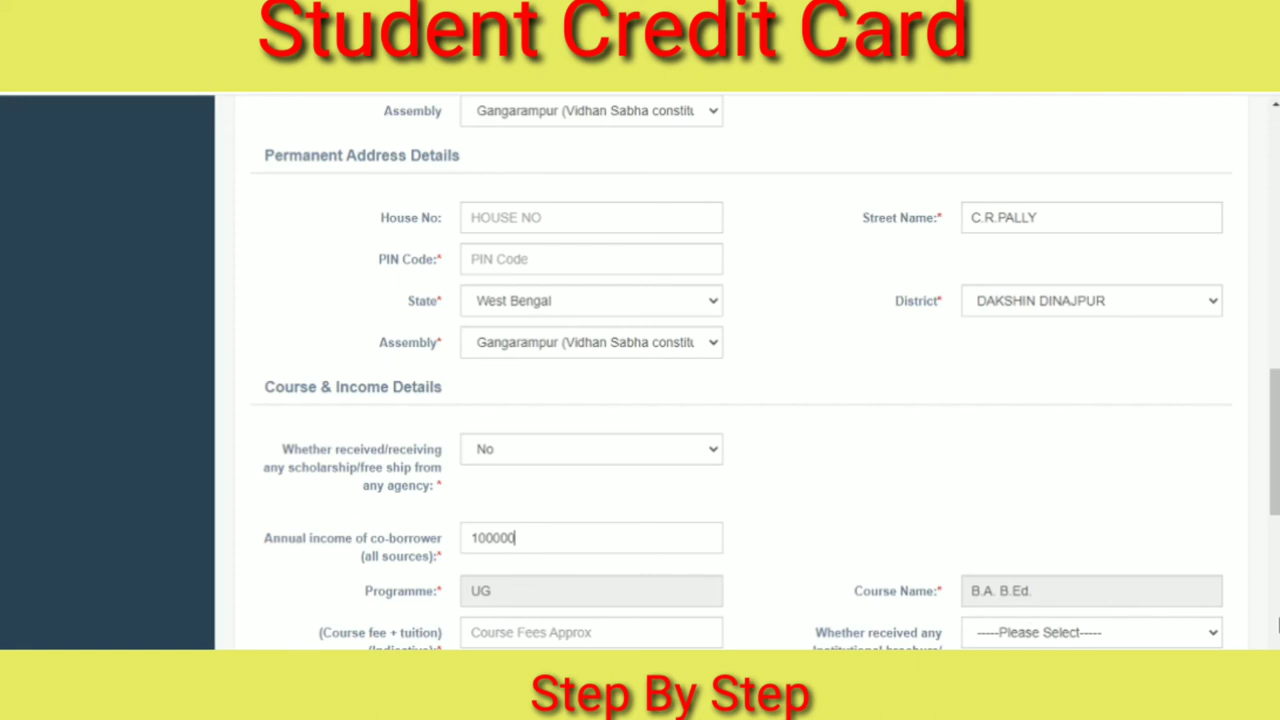 Student Credit Card
Assembly Gangarampur (Vidhan Sabha constitu
Permanent Address Details
House No: HOUSE NO Street Name:* C.R.PALLY
PIN Code:* PIN Code
State* West Bengal District* DAKSHIN DINAJPUR
Assembly* Gangarampur (Vidhan Sabha constitu
Course & Income Details
Whether received/receiving No
any scholarship/free ship from
any agency: *
Annual income of co-borrower 100000
(all sources):*
Programme:* UG Course Name:* B.A. B.Ed.
(Course fee + tuition) Course Fees Approx Whether received any -----Please Select-----
(Indicative):* Institutional brochure/
Step By Step